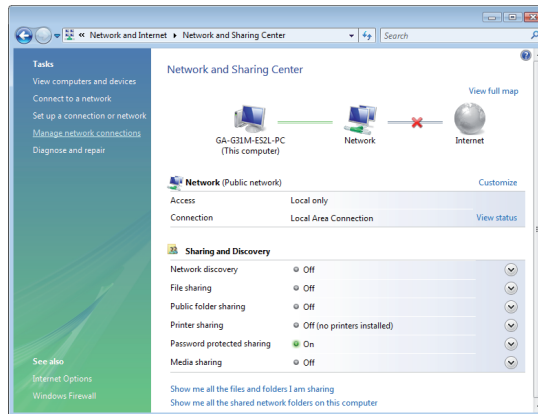 « Network and Internet ▸ Network and Sharing Center
Search
Tasks
View computers and devices
Connect to a network
Set up a connection or network
Manage network connections
Diagnose and repair
See also
Internet Options
Windows Firewall
Network and Sharing Center
View full map
GA-G31M-ES2L-PC
(This computer)
Network
Internet
Network (Public network)
Customize
Access Local only
Connection Local Area Connection View status
Sharing and Discovery
Network discovery Off
File sharing Off
Public folder sharing Off
Printer sharing Off (no printers installed)
Password protected sharing On
Media sharing Off
Show me all the files and folders I am sharing
Show me all the shared network folders on this computer